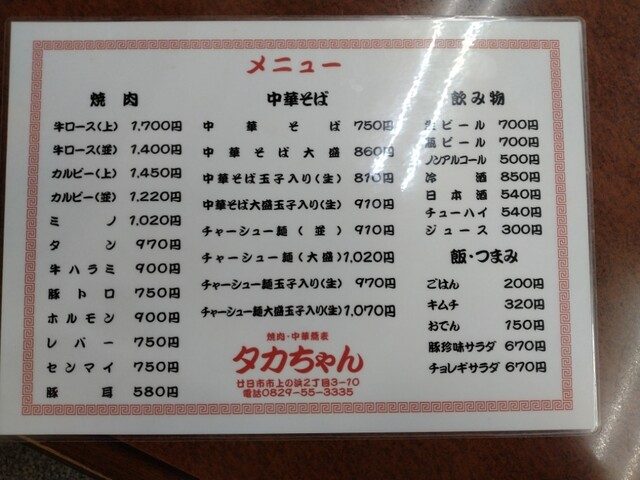 メニュー
焼肉
牛ロース(上) 1,700円
牛ロース(並) 1,400円
カルビー(上) 1,450円
カルビー(並) 1,220円
ミノ 1,020円
タン 970円
牛ハラミ 900円
豚トロ 750円
ホルモン 900円
レバー 750円
センマイ 750円
豚耳 580円
中華そば
中華そば 750円
中華そば大盛 860円
中華そば玉子入り(生) 810円
中華そば大盛玉子入り(生) 910円
チャーシュー麺(並) 910円
チャーシュー麺(大盛) 1,020円
チャーシュー麺玉子入り(生) 970円
チャーシュー麺大盛玉子入り(生) 1,070円
焼肉・中華蕎麦
タカちゃん
廿日市市上の浜2丁目3-10
電話0829-55-3335
飲み物
生ビール 700円
瓶ビール 700円
ノンアルコール 500円
冷酒 850円
日本酒 540円
チューハイ 540円
ジュース 300円
飯・つまみ
ごはん 200円
キムチ 320円
おでん 150円
豚珍味サラダ 670円
チョレギサラダ 670円